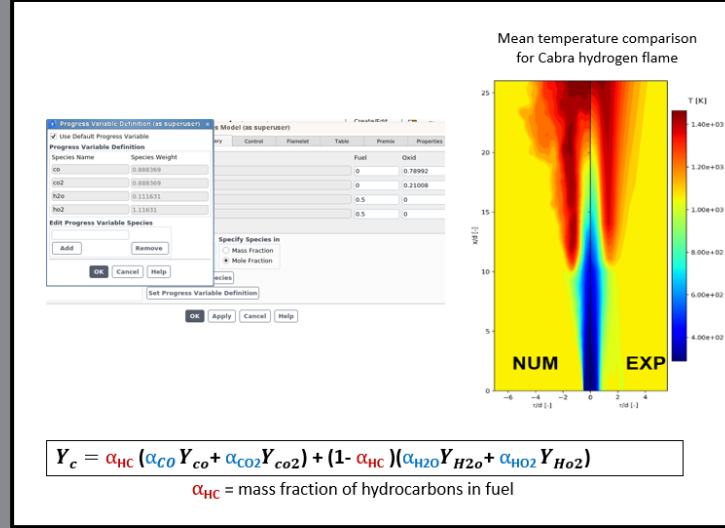 Mean temperature comparison
for Cabra hydrogen flame
Progress Variable Definition (as superuser) ×
Use Default Progress Variable
Progress Variable Definition
Species Name Species Weight
co 0.888369
co2 0.888369
h2o 0.111631
ho2 1.11631
Edit Progress Variable Species
Add Remove
OK Cancel Help
s Model (as superuser)
ary Control Flamelet Table Premix Properties
Fuel Oxid
0 0.78992
0 0.21008
0.5 0
0.5 0
Specify Species in
Mass Fraction
Mole Fraction
ecies
Set Progress Variable Definition
OK Apply Cancel Help
T [K]
1.40e+03
1.20e+03
1.00e+03
8.00e+02
6.00e+02
4.00e+02
x/d [-]
25
20
15
10
5
0
NUM EXP
−6 −4 −2 0 2 4
r/d [-] r/d [-]
Y_c = α_HC (α_CO Y_co + α_CO2 Y_co2) + (1- α_HC )(α_H2O Y_H2o + α_HO2 Y_Ho2)
α_HC = mass fraction of hydrocarbons in fuel